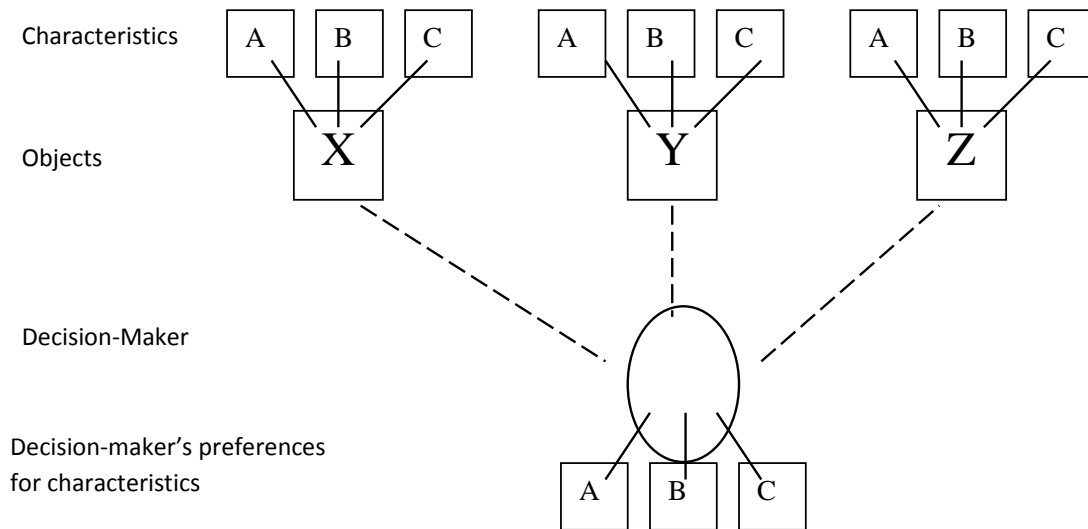 Characteristics
A B C A B C A B C
Objects
X Y Z
Decision-Maker
Decision-maker's preferences
for characteristics
A B C